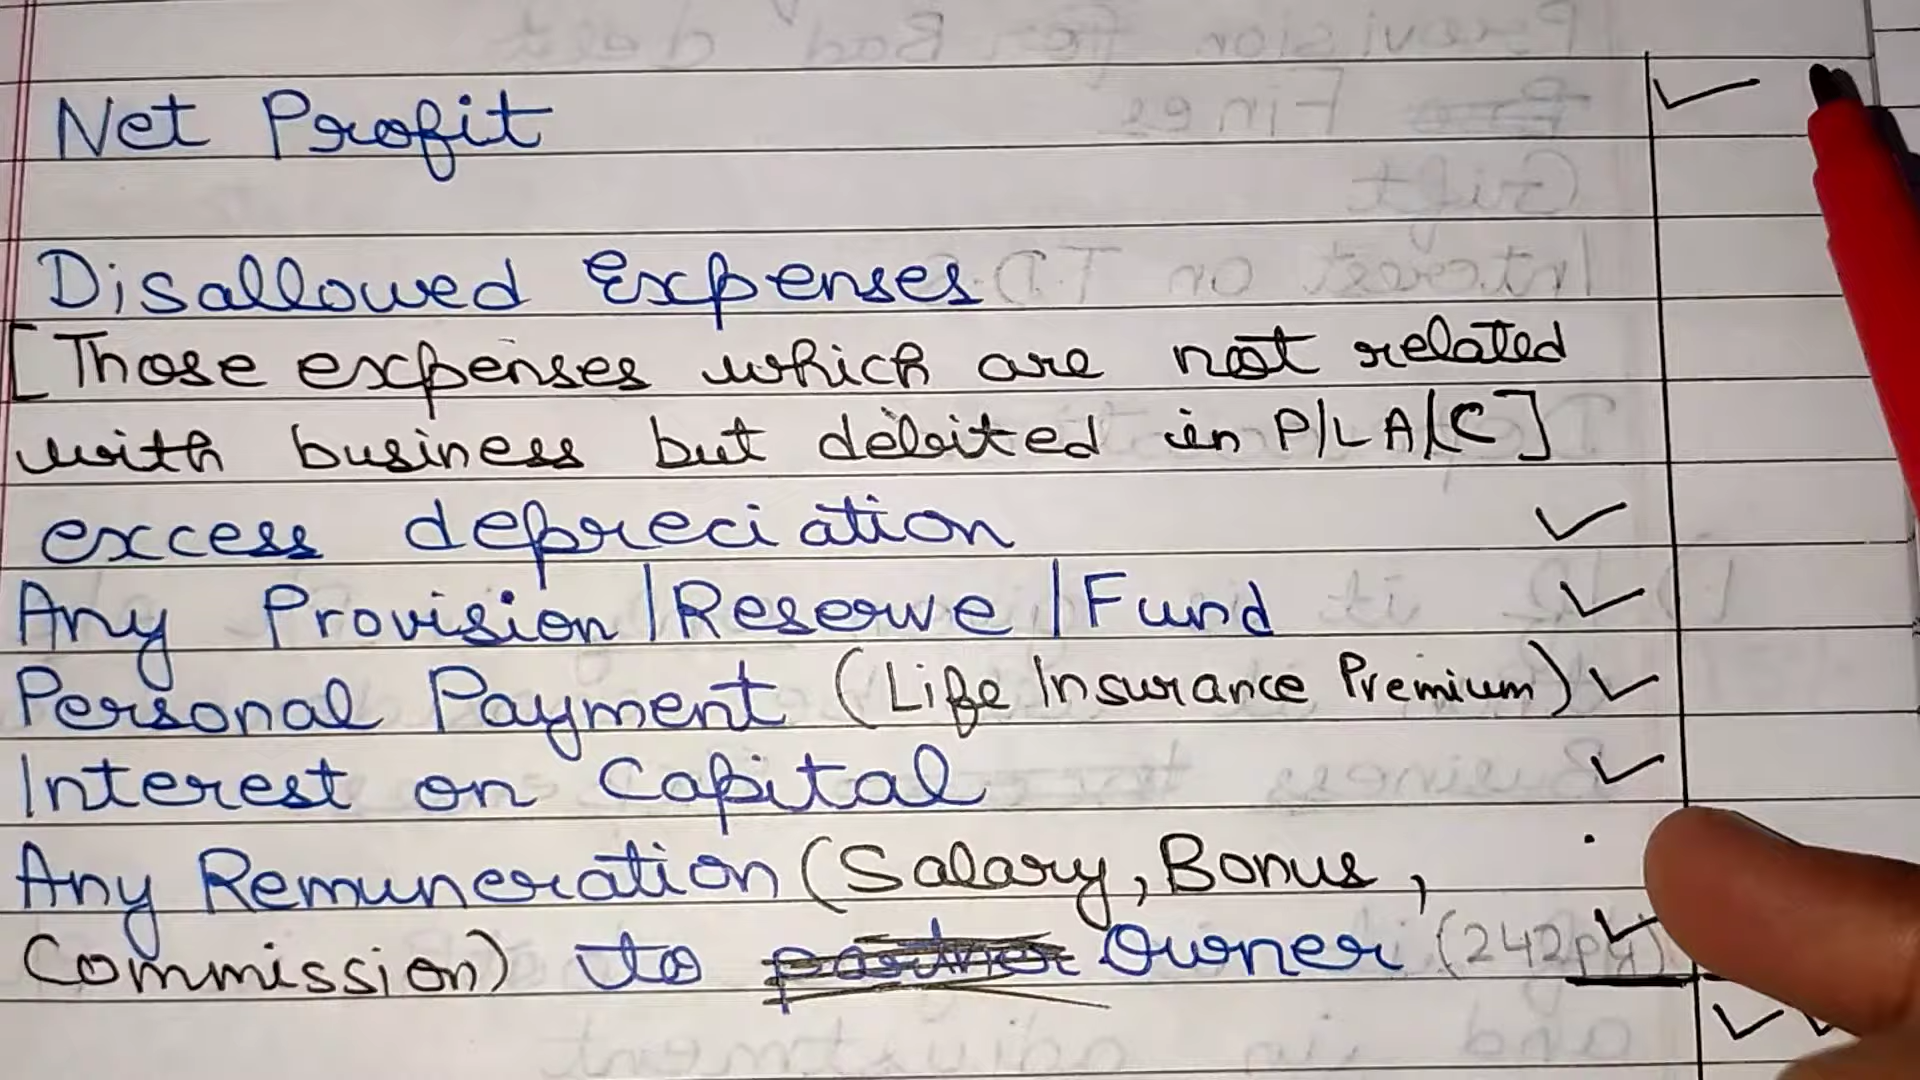 Net Profit
Disallowed Expenses
[Those expenses which are not related
with business but debited in P/L A/C]
excess depreciation
Any Provision/Reserve/Fund
Personal Payment (Life Insurance Premium)
Interest on Capital
Any Remuneration (Salary, Bonus,
Commission) to partner Owner